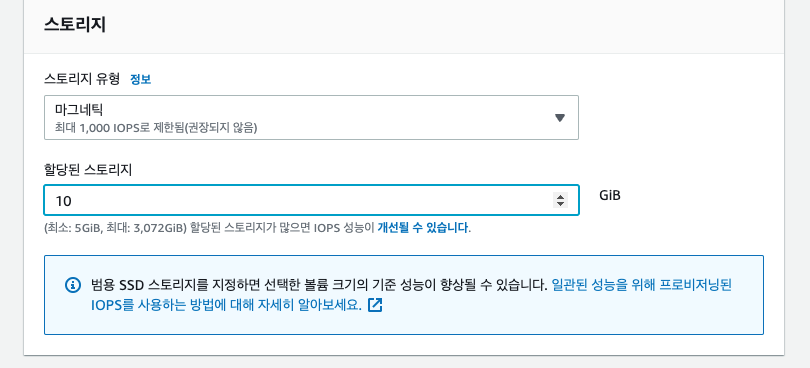 스토리지
스토리지 유형 정보
마그네틱
최대 1,000 IOPS로 제한됨(권장되지 않음)
할당된 스토리지
10 GiB
(최소: 5GiB, 최대: 3,072GiB) 할당된 스토리지가 많으면 IOPS 성능이 개선될 수 있습니다.
범용 SSD 스토리지를 지정하면 선택한 볼륨 크기의 기준 성능이 향상될 수 있습니다. 일관된 성능을 위해 프로비저닝된
IOPS를 사용하는 방법에 대해 자세히 알아보세요.